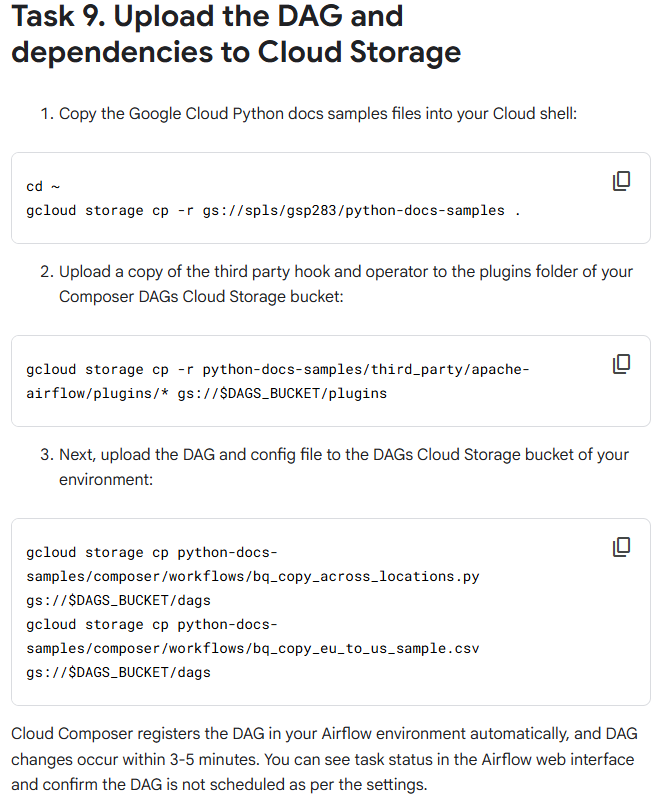 Task 9. Upload the DAG and
dependencies to Cloud Storage
1. Copy the Google Cloud Python docs samples files into your Cloud shell:
cd ~
gcloud storage cp -r gs://spls/gsp283/python-docs-samples .
2. Upload a copy of the third party hook and operator to the plugins folder of your
Composer DAGs Cloud Storage bucket:
gcloud storage cp -r python-docs-samples/third_party/apache-
airflow/plugins/* gs://$DAGS_BUCKET/plugins
3. Next, upload the DAG and config file to the DAGs Cloud Storage bucket of your
environment:
gcloud storage cp python-docs-
samples/composer/workflows/bq_copy_across_locations.py
gs://$DAGS_BUCKET/dags
gcloud storage cp python-docs-
samples/composer/workflows/bq_copy_eu_to_us_sample.csv
gs://$DAGS_BUCKET/dags
Cloud Composer registers the DAG in your Airflow environment automatically, and DAG
changes occur within 3-5 minutes. You can see task status in the Airflow web interface
and confirm the DAG is not scheduled as per the settings.